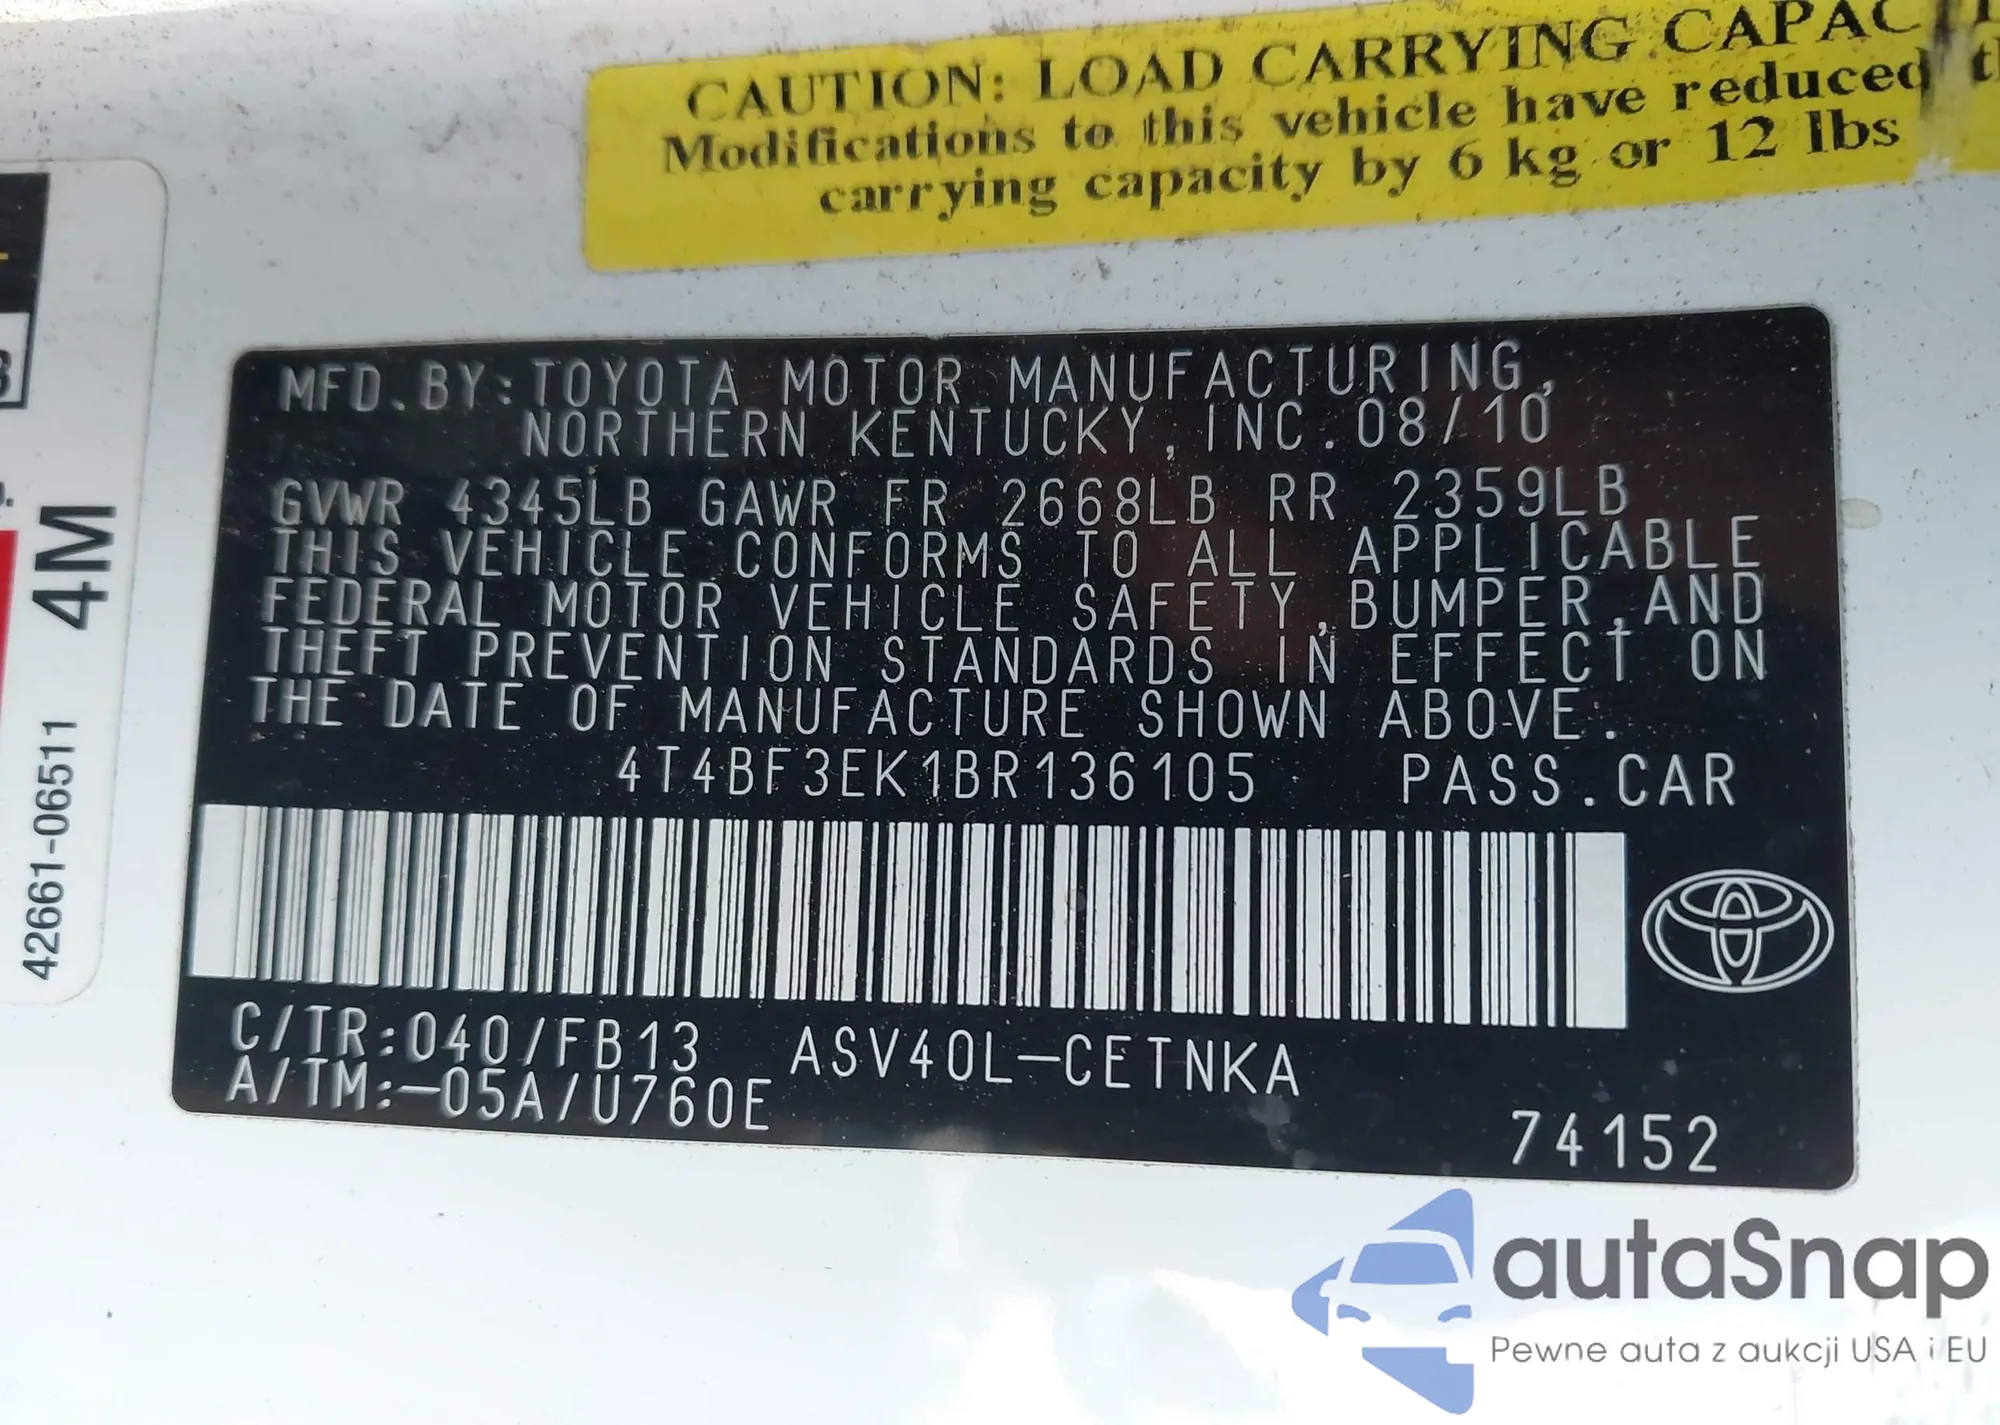 CAUTION: LOAD CARRYING CAPAC
Modifications to this vehicle have reduced
carrying capacity by 6 kg or 12 lbs
MFD.BY:TOYOTA MOTOR MANUFACTURING,
NORTHERN KENTUCKY,INC.08/10
GVWR 4345LB GAWR FR 2668LB RR 2359LB
THIS VEHICLE CONFORMS TO ALL APPLICABLE
FEDERAL MOTOR VEHICLE SAFETY,BUMPER,AND
THEFT PREVENTION STANDARDS IN EFFECT ON
THE DATE OF MANUFACTURE SHOWN ABOVE.
4T4BF3EK1BR136105 PASS.CAR
C/TR:040/FB13 ASV40L-CETNKA
A/TM:-05A/U760E
74152
42661-06511 4M
autaSnap
Pewne auta z aukcji USA i EU